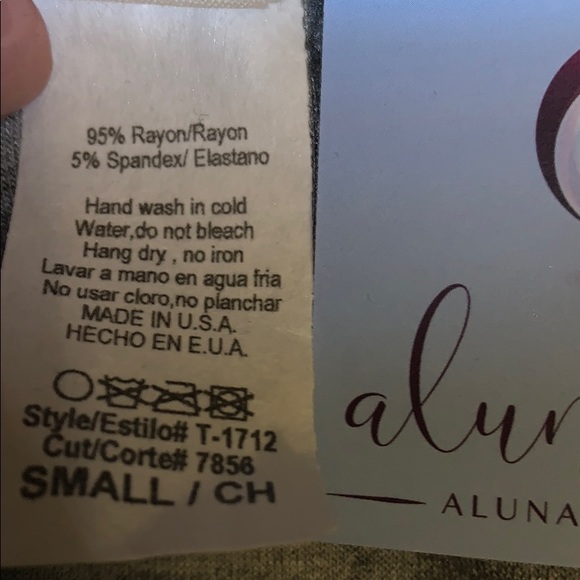 95% Rayon/Rayon
5% Spandex/ Elastano
Hand wash in cold
Water,do not bleach
Hang dry , no iron
Lavar a mano en agua fria
No usar cloro,no planchar
MADE IN U.S.A.
HECHO EN E.U.A.
Style/Estilo# T-1712
Cut/Corte# 7856
SMALL / CH
alun
ALUNA